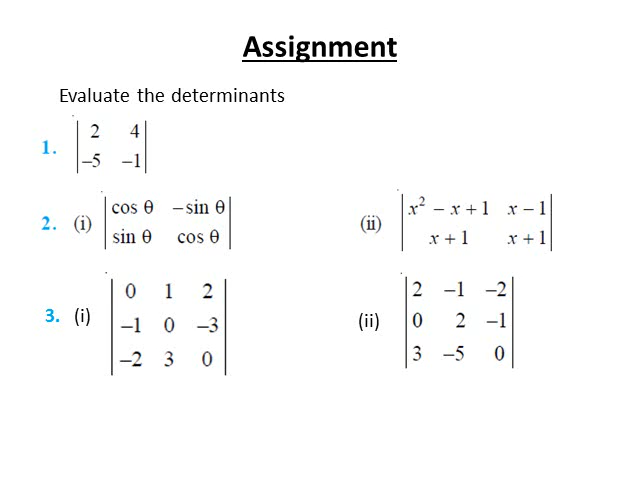 Assignment
Evaluate the determinants
1. | 2 4 |
| −5 −1 |
2. (i) | cos θ −sin θ | (ii) | x² − x + 1 x − 1 |
| sin θ cos θ | | x + 1 x + 1 |
3. (i) | 0 1 2 | (ii) | 2 −1 −2 |
| −1 0 −3 | | 0 2 −1 |
| −2 3 0 | | 3 −5 0 |